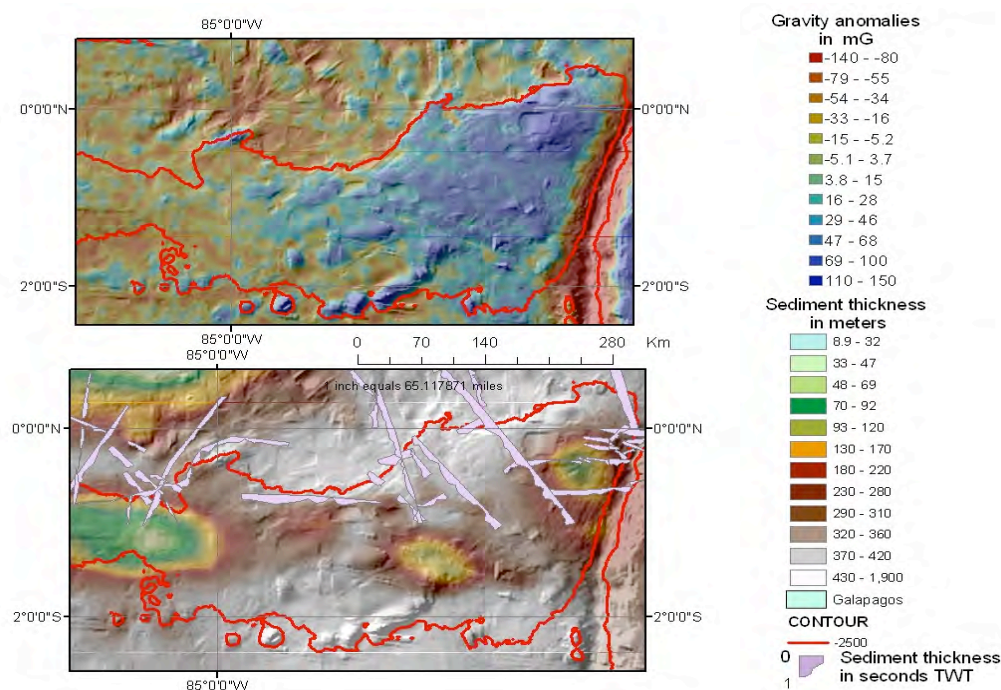 85°0'0"W
0°0'0"N
0°0'0"N
2°0'0"S
2°0'0"S
85°0'0"W
85°0'0"W
0 70 140 280 Km
1 inch equals 65.117871 miles
0°0'0"N
0°0'0"N
2°0'0"S
2°0'0"S
85°0'0"W
Gravity anomalies
in mG
-140 - -80
-79 - -55
-54 - -34
-33 - -16
-15 - -5.2
-5.1 - 3.7
3.8 - 15
16 - 28
29 - 46
47 - 68
69 - 100
110 - 150
Sediment thickness
in meters
8.9 - 32
33 - 47
48 - 69
70 - 92
93 - 120
130 - 170
180 - 220
230 - 280
290 - 310
320 - 360
370 - 420
430 - 1,900
Galapagos
CONTOUR
-2500
0
Sediment thickness
1
in seconds TWT